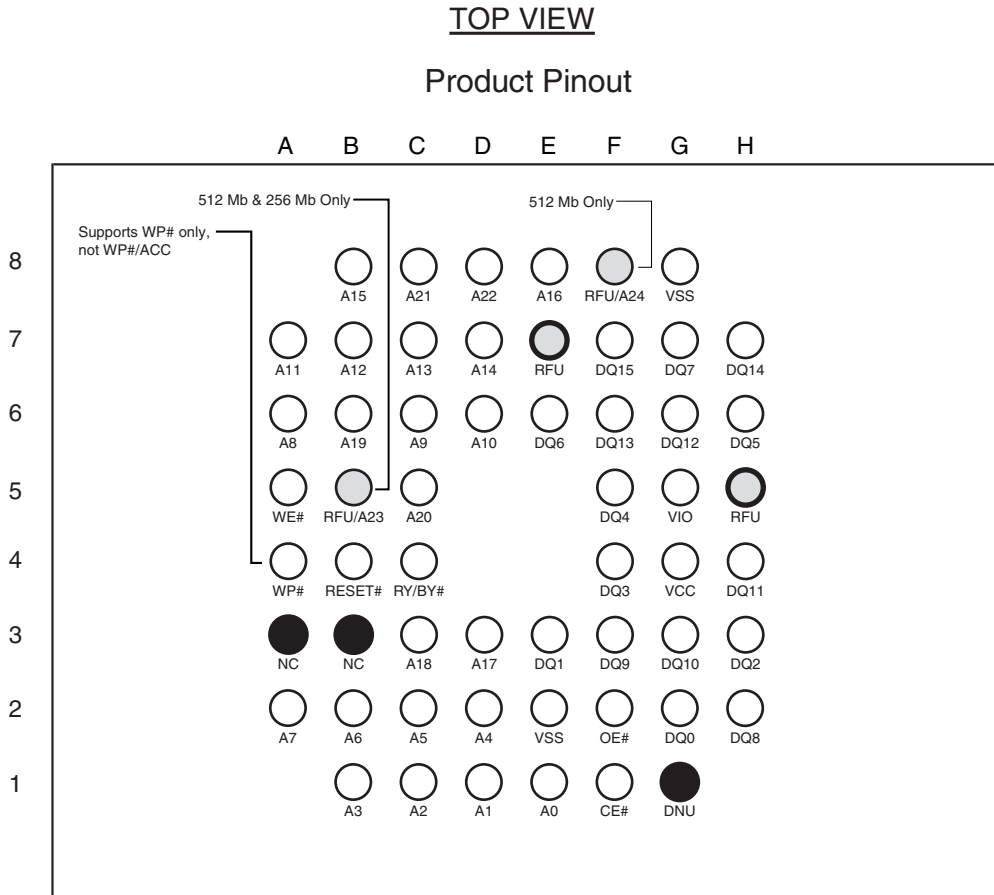 TOP VIEW
Product Pinout
A B C D E F G H
512 Mb & 256 Mb Only
512 Mb Only
Supports WP# only,
not WP#/ACC
8
A15 A21 A22 A16 RFU/A24 VSS
7
A11 A12 A13 A14 RFU DQ15 DQ7 DQ14
6
A8 A19 A9 A10 DQ6 DQ13 DQ12 DQ5
5
WE# RFU/A23 A20 DQ4 VIO RFU
4
WP# RESET# RY/BY# DQ3 VCC DQ11
3
NC NC A18 A17 DQ1 DQ9 DQ10 DQ2
2
A7 A6 A5 A4 VSS OE# DQ0 DQ8
1
A3 A2 A1 A0 CE# DNU